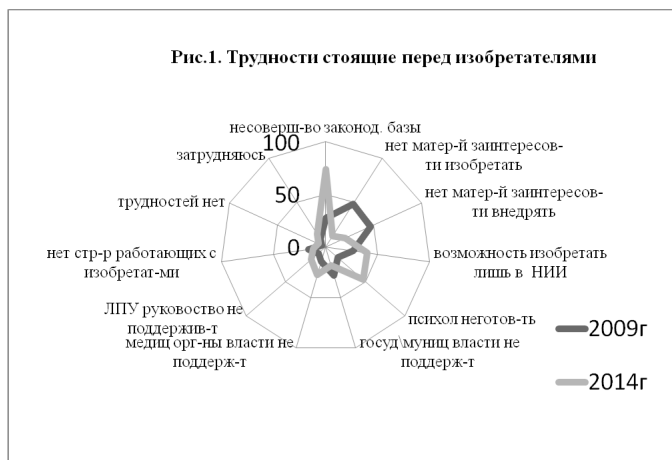 Рис.1. Трудности стоящие перед изобретателями
несоверш-во законод. базы
100
нет матер-й заинтересов-
ти изобретать
затрудняюсь
нет матер-й заинтересов-
ти внедрять
трудностей нет
50
0
нет стр-р работающих с
изобретат-ми
возможность изобретать
лишь в НИИ
ЛПУ руковоство не
поддержив-т
психол неготов-ть
медиц орг-ны власти не
поддерж-т
госуд\муниц власти не
поддерж-т
2009г
2014г